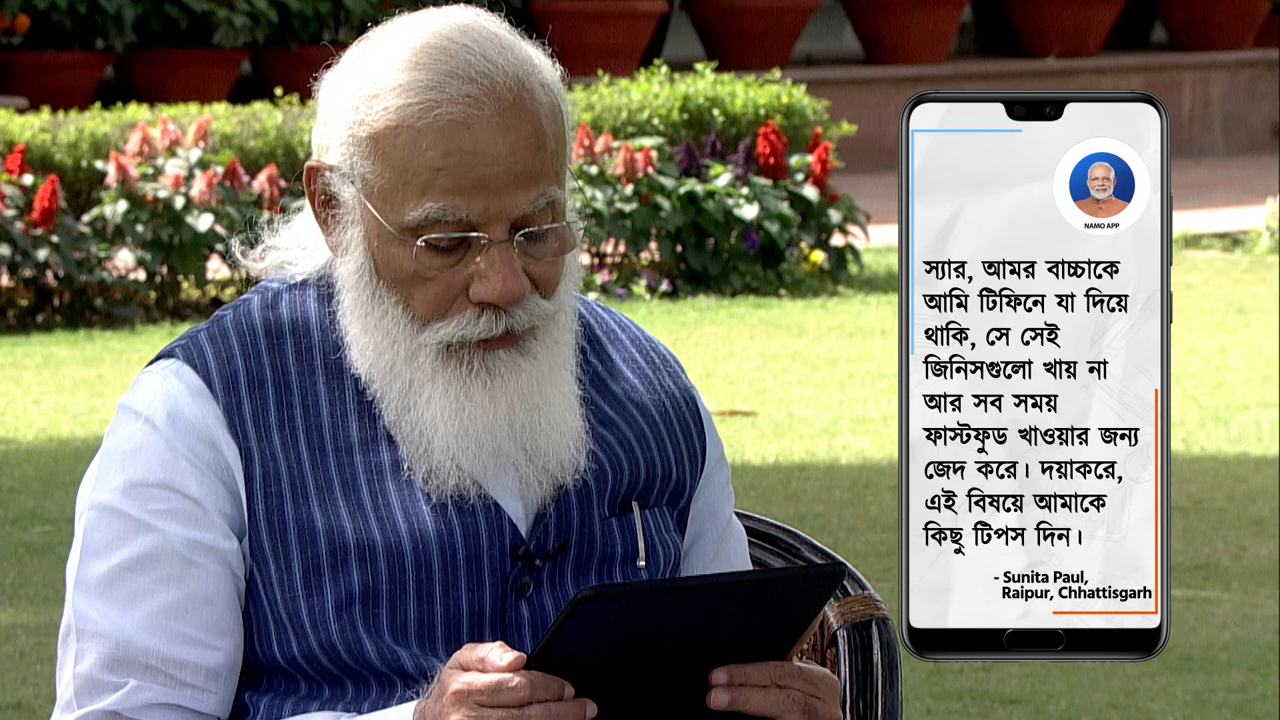 NAMO APP
স্যার, আমর বাচ্চাকে
আমি টিফিনে যা দিয়ে
থাকি, সে সেই
জিনিসগুলো খায় না
আর সব সময়
ফাস্টফুড খাওয়ার জন্য
জেদ করে। দয়াকরে,
এই বিষয়ে আমাকে
কিছু টিপস দিন।
- Sunita Paul,
Raipur, Chhattisgarh